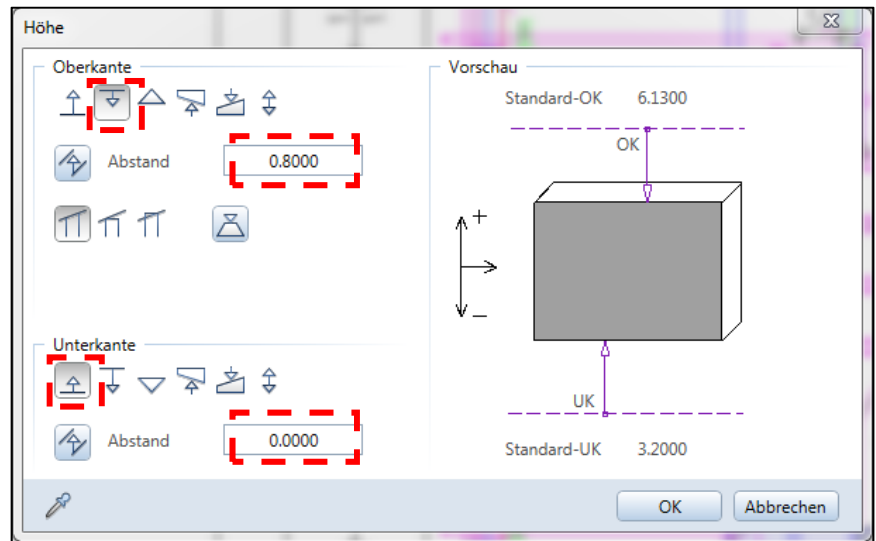 Höhe
Oberkante
Abstand 0.8000
Unterkante
Abstand 0.0000
Vorschau
Standard-OK 6.1300
OK
+
−
UK
Standard-UK 3.2000
OK Abbrechen